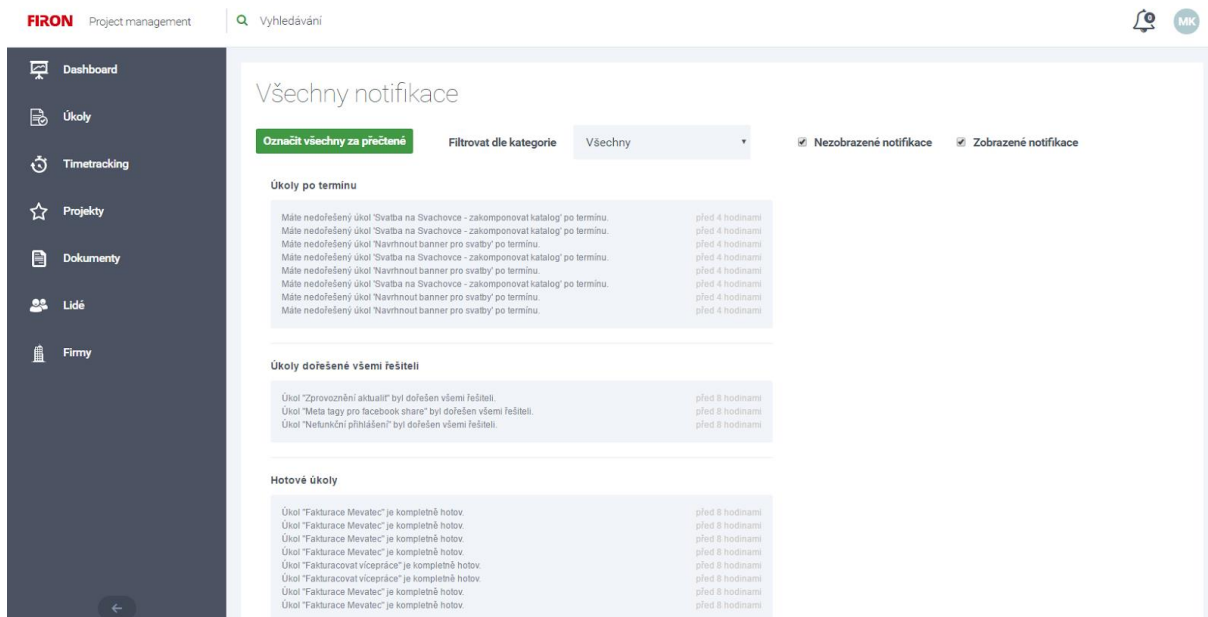 FIRON Project management
Vyhledávání
0
MK
Dashboard
Úkoly
Timetracking
Projekty
Dokumenty
Lidé
Firmy
Všechny notifikace
Označit všechny za přečtené
Filtrovat dle kategorie
Všechny
Nezobrazené notifikace
Zobrazené notifikace
Úkoly po termínu
Máte nedořešený úkol 'Svatba na Svachovce - zakomponovat katalog' po termínu. před 4 hodinami
Máte nedořešený úkol 'Svatba na Svachovce - zakomponovat katalog' po termínu. před 4 hodinami
Máte nedořešený úkol 'Navrhnout banner pro svatby' po termínu. před 4 hodinami
Máte nedořešený úkol 'Svatba na Svachovce - zakomponovat katalog' po termínu. před 4 hodinami
Máte nedořešený úkol 'Navrhnout banner pro svatby' po termínu. před 4 hodinami
Máte nedořešený úkol 'Svatba na Svachovce - zakomponovat katalog' po termínu. před 4 hodinami
Máte nedořešený úkol 'Navrhnout banner pro svatby' po termínu. před 4 hodinami
Máte nedořešený úkol 'Navrhnout banner pro svatby' po termínu. před 4 hodinami
Úkoly dořešené všemi řešiteli
Úkol "Zprovoznění aktualit" byl dořešen všemi řešiteli. před 8 hodinami
Úkol "Meta tagy pro facebook share" byl dořešen všemi řešiteli. před 8 hodinami
Úkol "Nefunkční přihlášení" byl dořešen všemi řešiteli. před 8 hodinami
Hotové úkoly
Úkol "Fakturace Mevatec" je kompletně hotov. před 8 hodinami
Úkol "Fakturace Mevatec" je kompletně hotov. před 8 hodinami
Úkol "Fakturace Mevatec" je kompletně hotov. před 8 hodinami
Úkol "Fakturace Mevatec" je kompletně hotov. před 8 hodinami
Úkol "Fakturacovat vícepráce" je kompletně hotov. před 8 hodinami
Úkol "Fakturacovat vícepráce" je kompletně hotov. před 8 hodinami
Úkol "Fakturace Mevatec" je kompletně hotov. před 8 hodinami
Úkol "Fakturace Mevatec" je kompletně hotov. před 8 hodinami